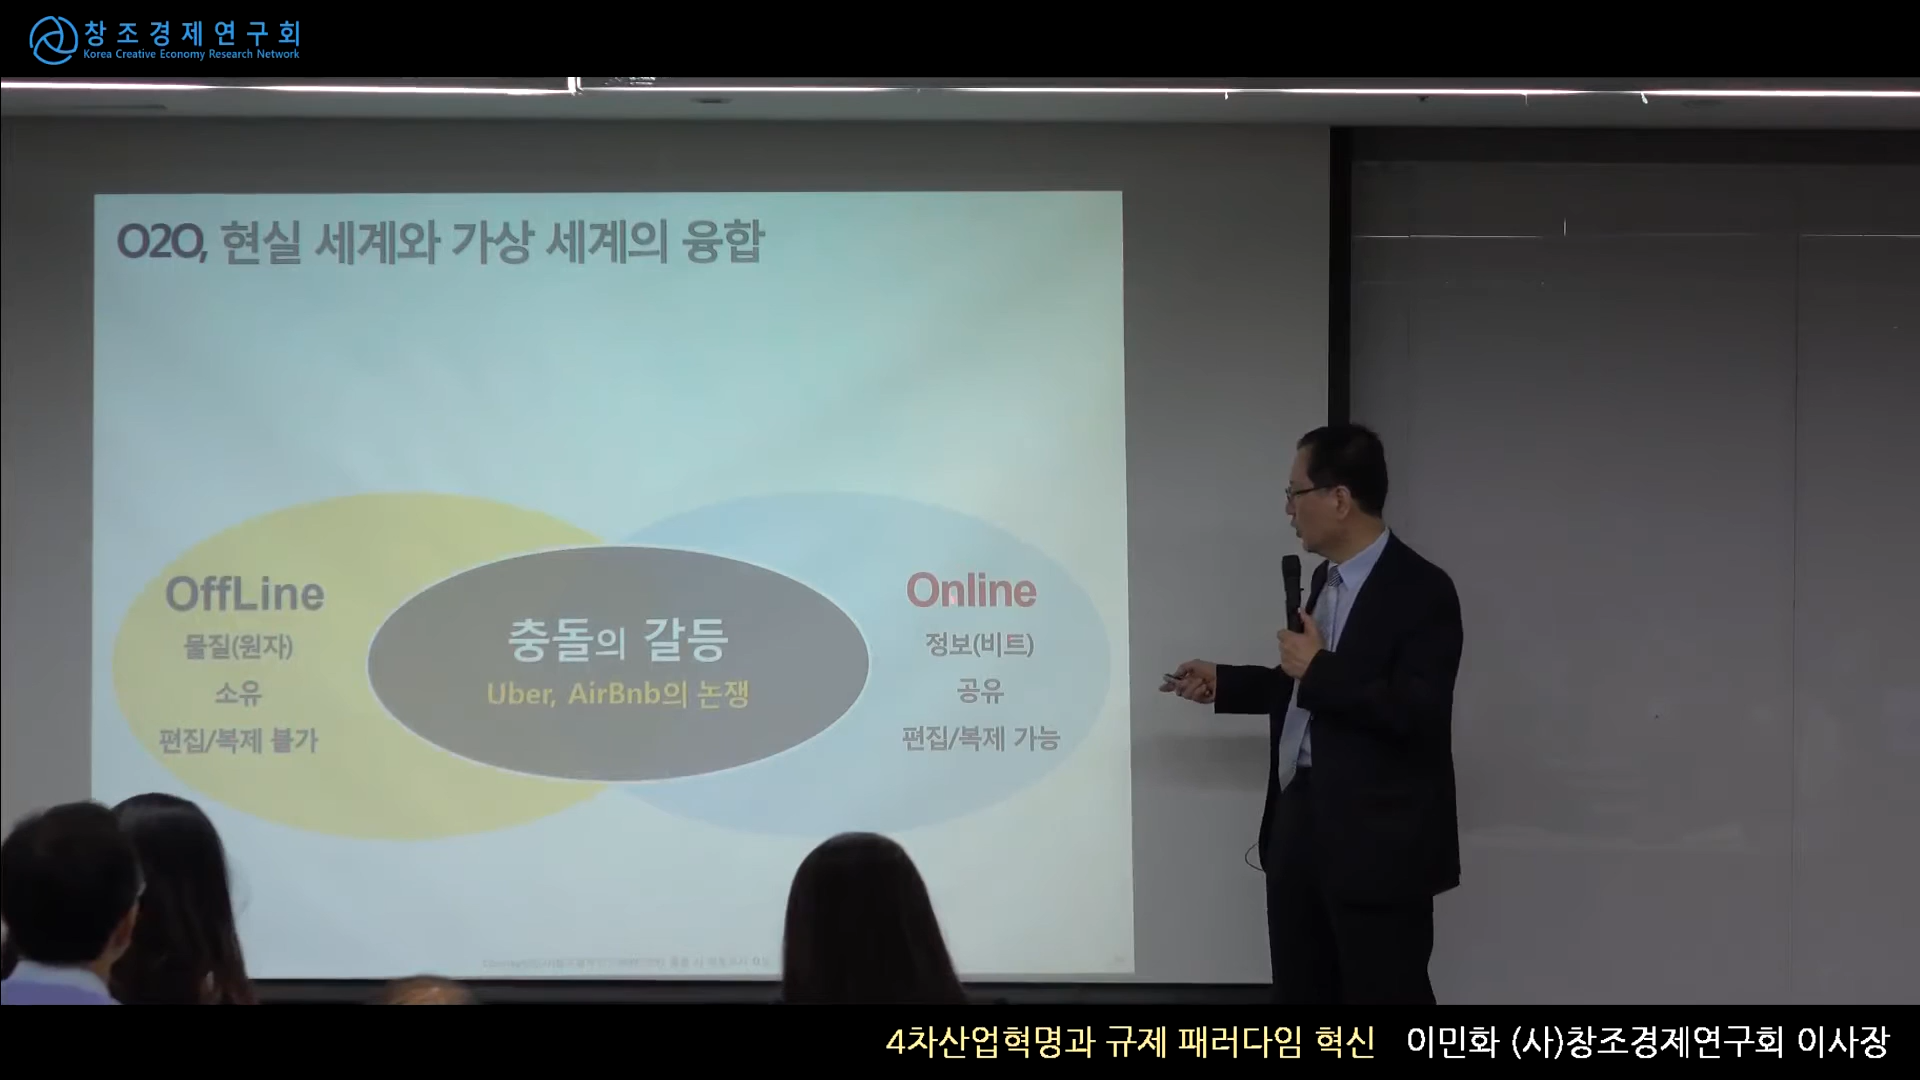 창조경제연구회
Korea Creative Economy Research Network
O2O, 현실 세계와 가상 세계의 융합
OffLine
물질(원자)
소유
편집/복제 불가
충돌의 갈등
Uber, AirBnb의 논쟁
Online
정보(비트)
공유
편집/복제 가능
4차산업혁명과 규제 패러다임 혁신 이민화 (사)창조경제연구회 이사장